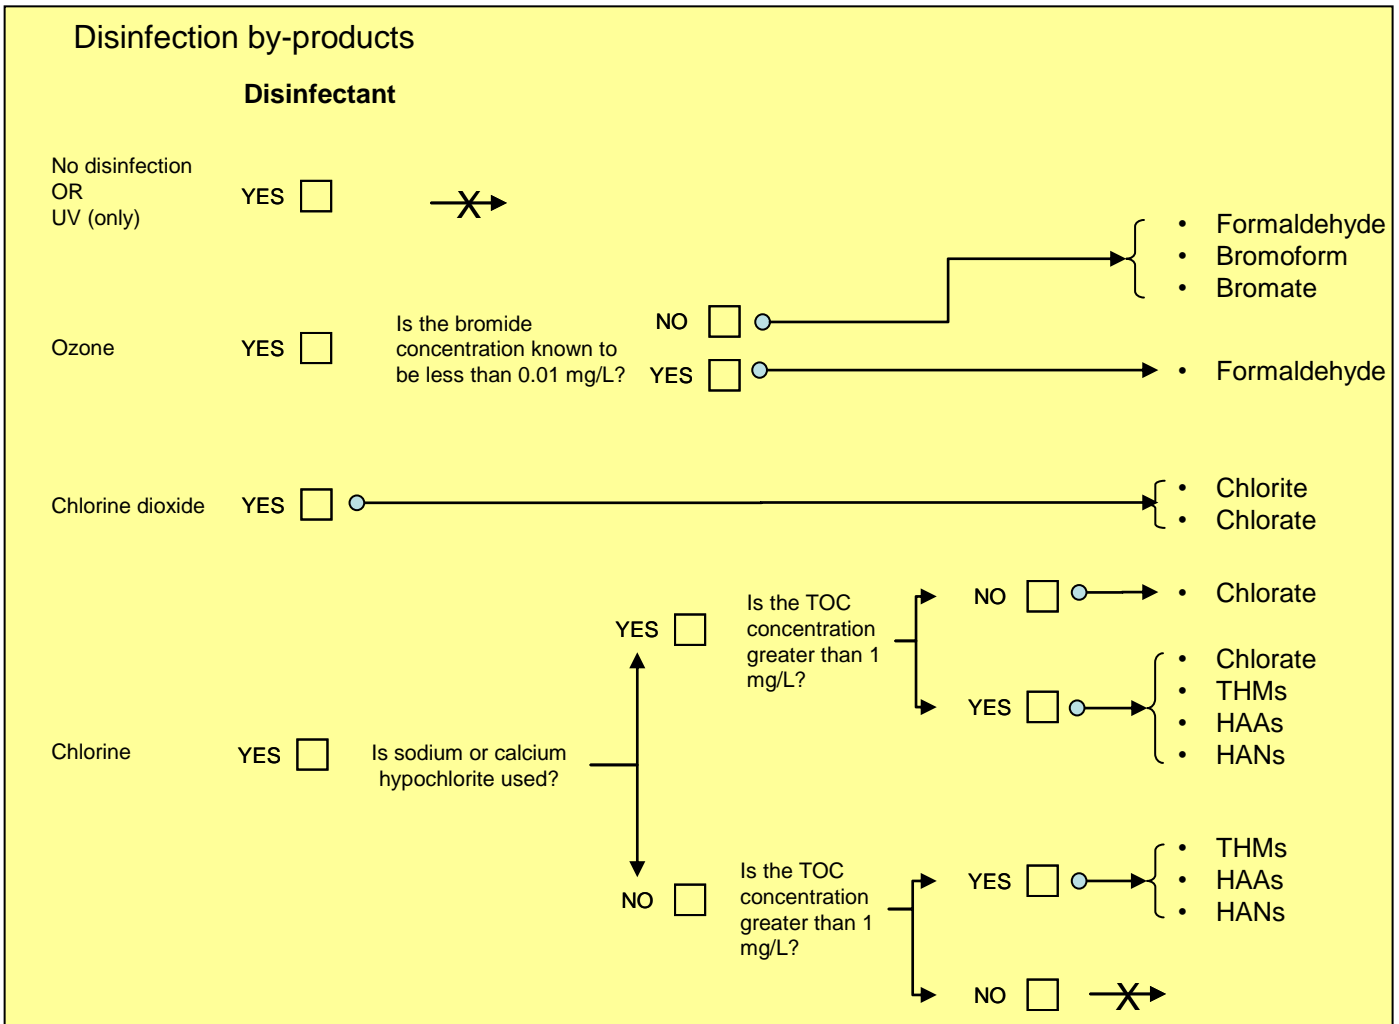 Disinfection by-products
Disinfectant
No disinfection
OR
UV (only)
YES
X
Ozone
YES
Is the bromide
concentration known to
be less than 0.01 mg/L?
NO
• Formaldehyde
• Bromoform
• Bromate
YES
• Formaldehyde
Chlorine dioxide
YES
• Chlorite
• Chlorate
Chlorine
YES
Is sodium or calcium
hypochlorite used?
YES
Is the TOC
concentration
greater than 1
mg/L?
NO
• Chlorate
YES
• Chlorate
• THMs
• HAAs
• HANs
NO
Is the TOC
concentration
greater than 1
mg/L?
YES
• THMs
• HAAs
• HANs
NO
X